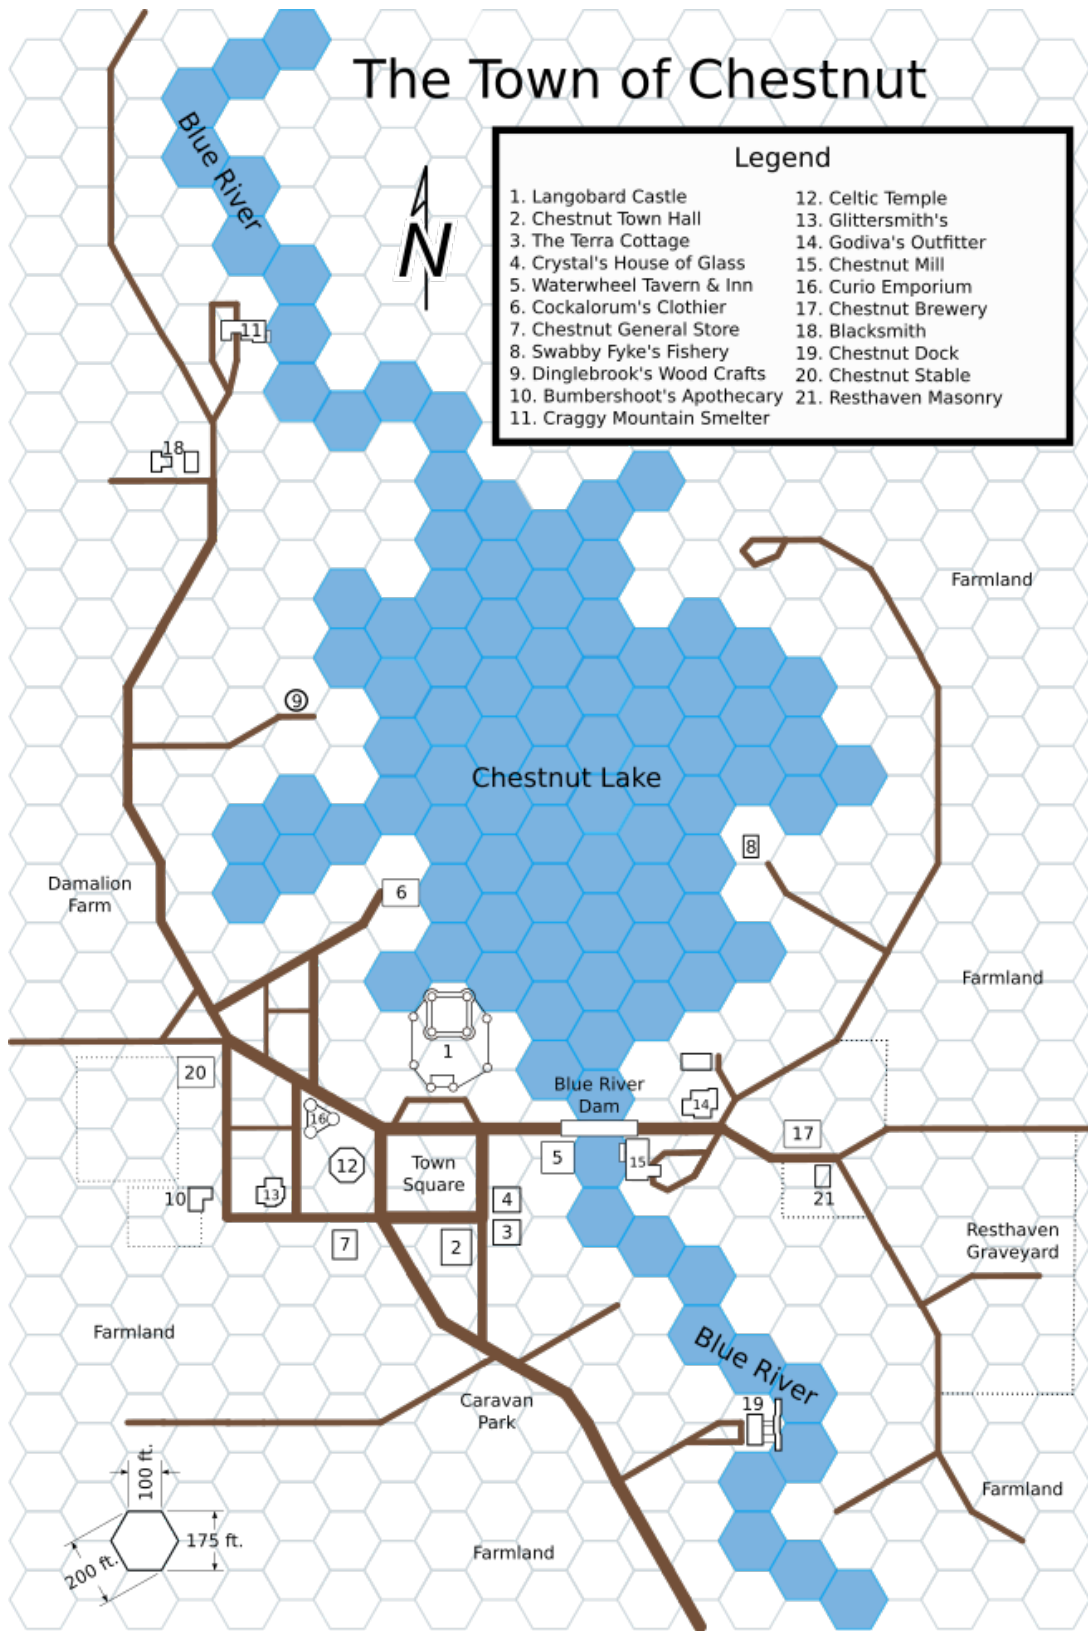 The Town of Chestnut
Legend
1. Langobard Castle
2. Chestnut Town Hall
3. The Terra Cottage
4. Crystal's House of Glass
5. Waterwheel Tavern & Inn
6. Cockalorum's Clothier
7. Chestnut General Store
8. Swabby Fyke's Fishery
9. Dinglebrook's Wood Crafts
10. Bumbershoot's Apothecary
11. Craggy Mountain Smelter
12. Celtic Temple
13. Glittersmith's
14. Godiva's Outfitter
15. Chestnut Mill
16. Curio Emporium
17. Chestnut Brewery
18. Blacksmith
19. Chestnut Dock
20. Chestnut Stable
21. Resthaven Masonry
Blue River
N
11
18
Farmland
9
Chestnut Lake
8
Damalion
Farm
6
Farmland
1
20
Blue River
Dam
14
16
17
12
Town
Square
5
15
10
13
4
21
3
7
2
Resthaven
Graveyard
Farmland
Blue River
Caravan
Park
19
100 ft.
175 ft.
200 ft.
Farmland
Farmland